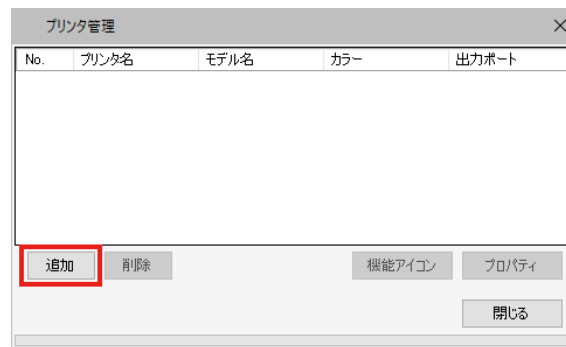 プリンタ管理
No. プリンタ名 モデル名 カラー 出力ポート
追加 削除 機能アイコン プロパティ
閉じる